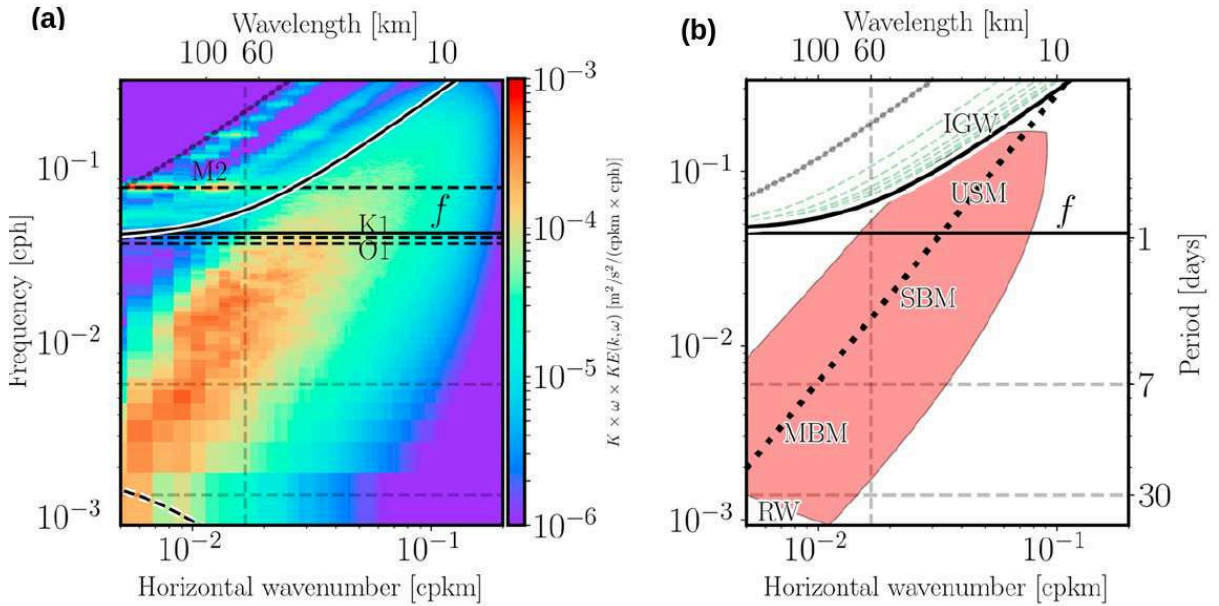 (a)
Wavelength [km]
100 60 10
10⁻¹
10⁻²
10⁻³
Frequency [cph]
M2
f
K1
O1
10⁻² 10⁻¹
Horizontal wavenumber [cpkm]
10⁻³
10⁻⁴
10⁻⁵
10⁻⁶
K × ω × KE(k, ω) [m²/s²/(cpkm × cph)]
(b)
Wavelength [km]
100 60 10
10⁻¹
10⁻²
10⁻³
IGW
USM
f
SBM
MBM
RW
1
7
30
Period [days]
10⁻² 10⁻¹
Horizontal wavenumber [cpkm]